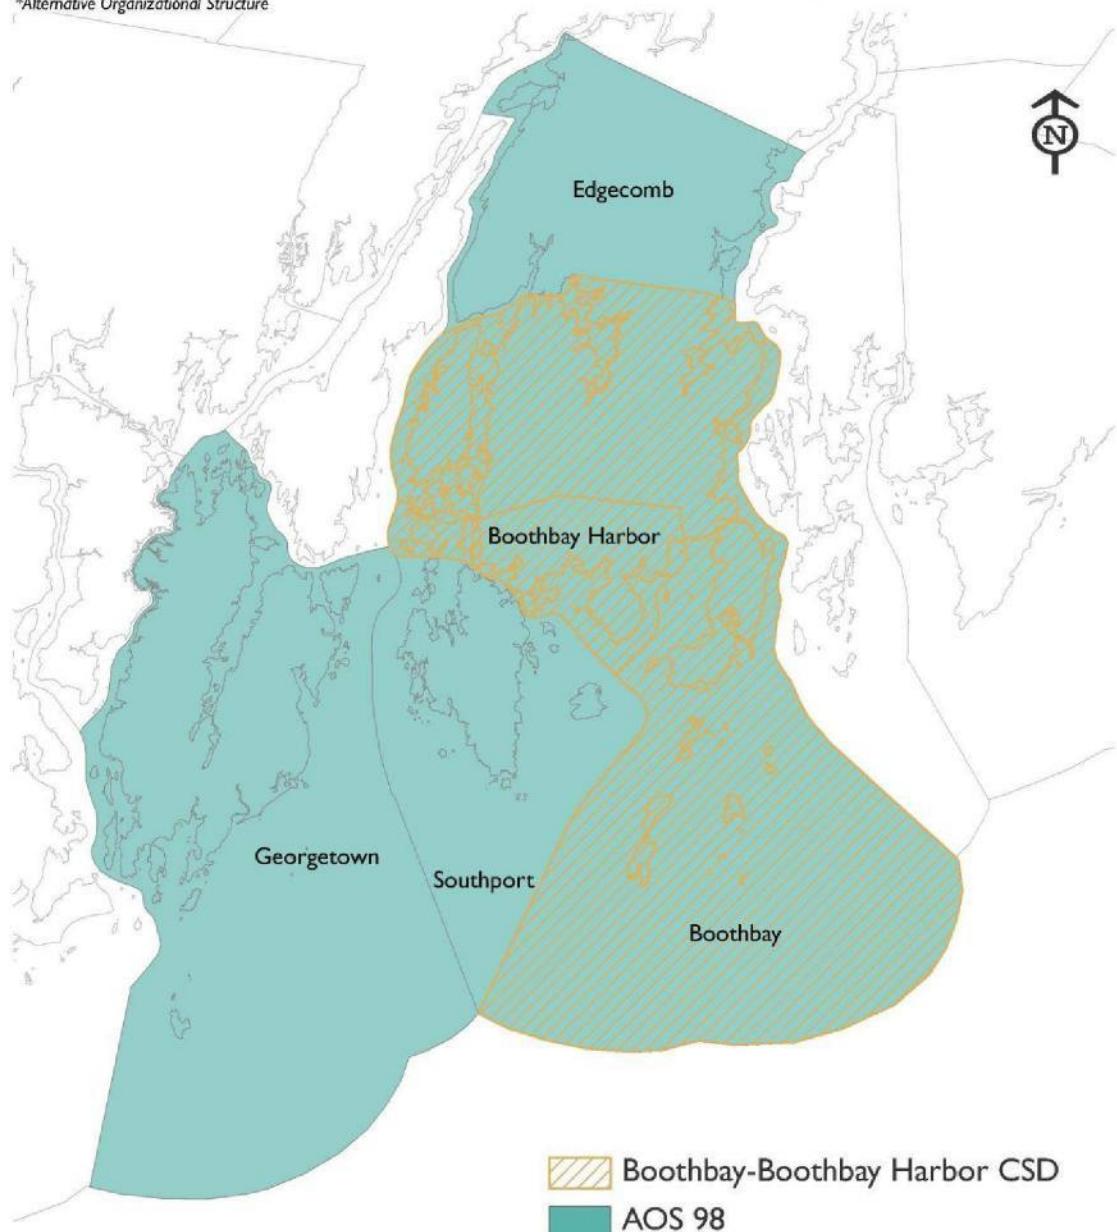 *Alternative Organizational Structure
N
Edgecomb
Boothbay Harbor
Georgetown
Southport
Boothbay
Boothbay-Boothbay Harbor CSD
AOS 98